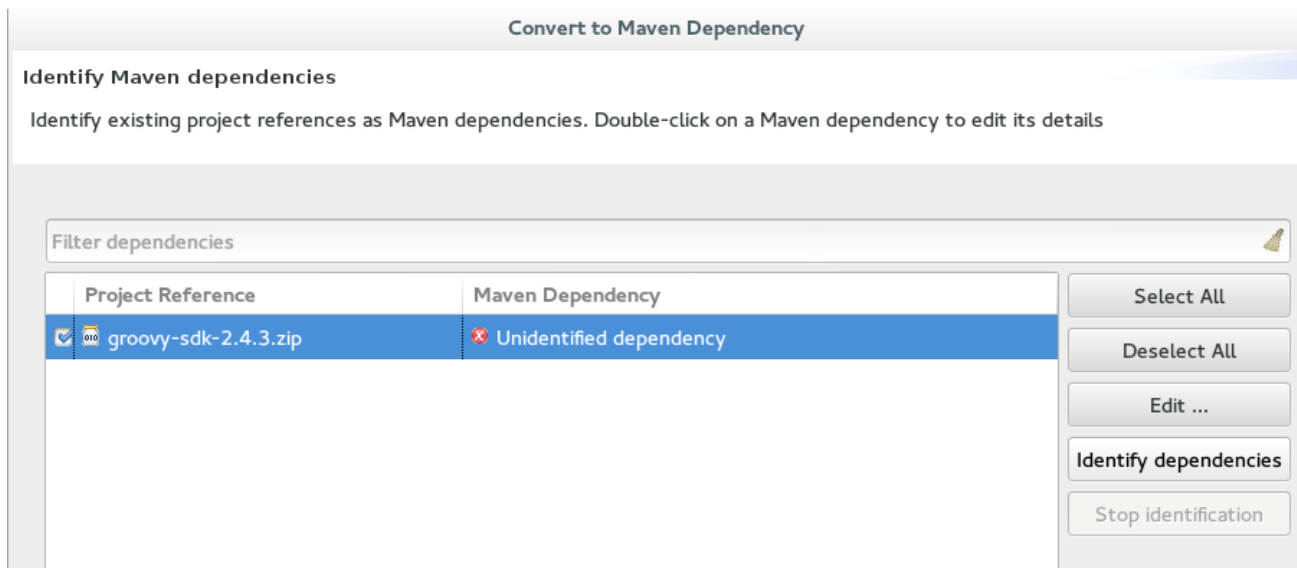 Convert to Maven Dependency
Identify Maven dependencies
Identify existing project references as Maven dependencies. Double-click on a Maven dependency to edit its details
Filter dependencies
Project Reference Maven Dependency
Select All
groovy-sdk-2.4.3.zip Unidentified dependency
Deselect All
Edit ...
Identify dependencies
Stop identification